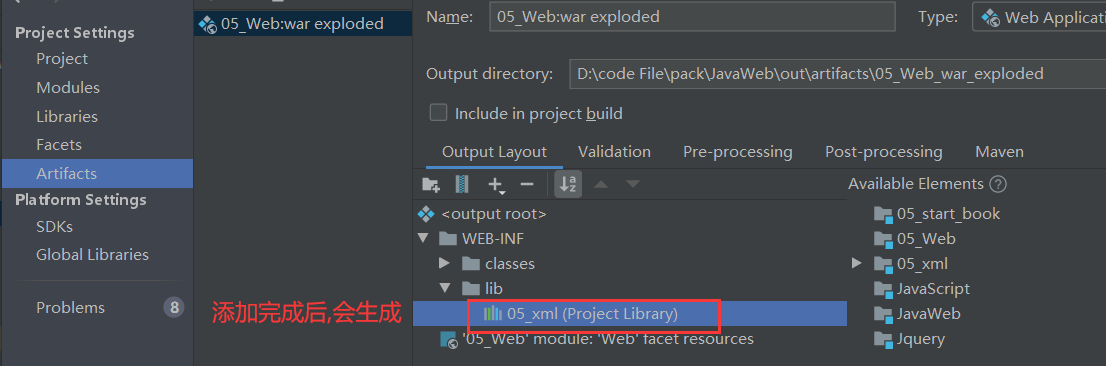 Project Settings
Project
Modules
Libraries
Facets
Artifacts
Platform Settings
SDKs
Global Libraries
Problems
8
05_Web:war exploded
Name:
05_Web:war exploded
Type:
Web Applicati
Output directory:
D:\code File\pack\JavaWeb\out\artifacts\05_Web_war_exploded
Include in project build
Output Layout
Validation
Pre-processing
Post-processing
Maven
Available Elements ?
<output root>
WEB-INF
classes
lib
05_xml (Project Library)
'05_Web' module: 'Web' facet resources
添加完成后,会生成
05_start_book
05_Web
05_xml
JavaScript
JavaWeb
Jquery